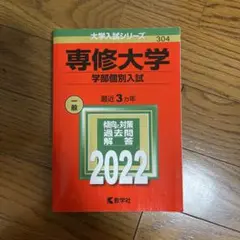 大学入試シリーズ
304
専修大学
学部個別入試
一般
最近3カ年
傾向と対策
過去問
解答
2022
教学社